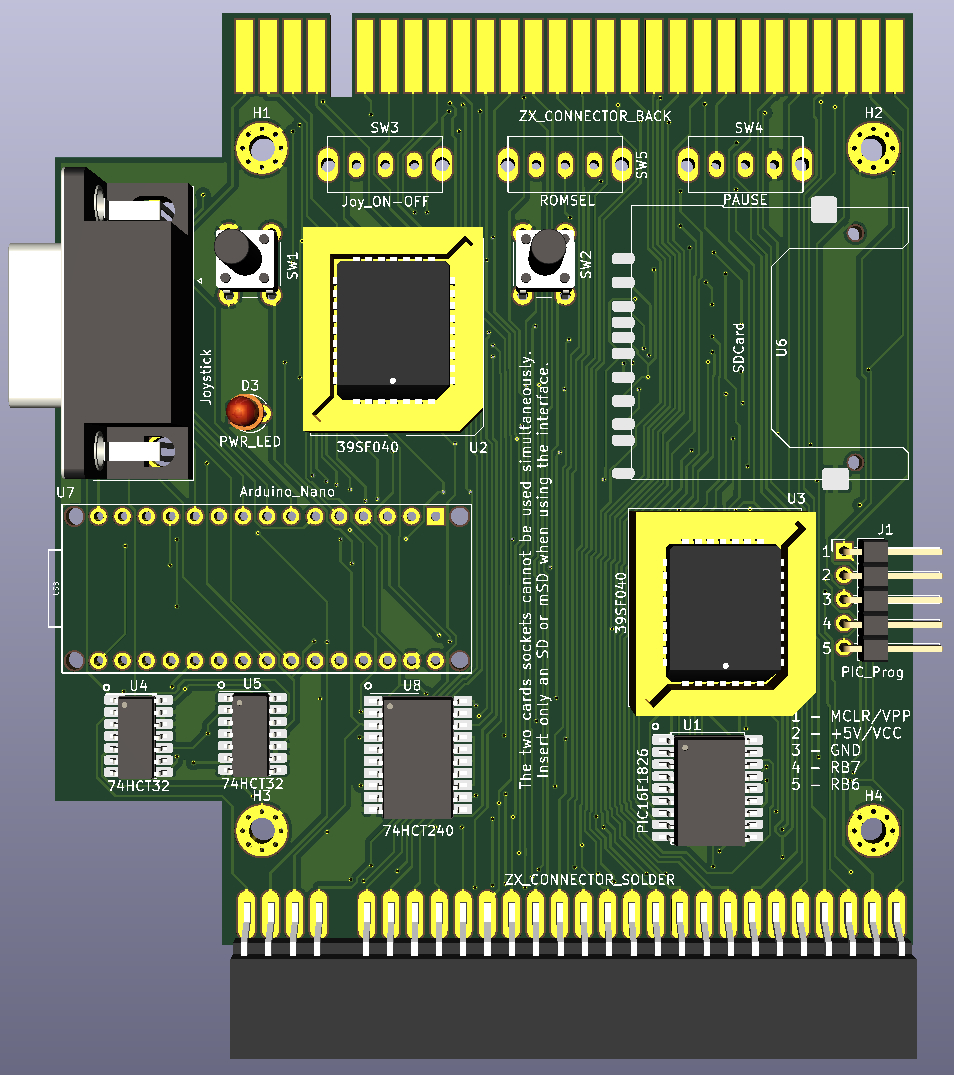 H1
ZX_CONNECTOR_BACK
H2
SW3
SW5
SW4
Joy_ON-OFF
ROMSEL
PAUSE
SW1
SW2
Joystick
SDCard
U6
D3
PWR_LED
39SF040
U2
The two cards sockets cannot be used simultaneously.
Insert only an SD or mSD when using the interface.
U7
Arduino_Nano
USB
U3
39SF040
J1
1
2
3
4
5
PIC_Prog
U4
U5
U8
74HCT32
74HCT32
74HCT240
U1
PIC16F1826
1 - MCLR/VPP
2 - +5V/VCC
3 - GND
4 - RB7
5 - RB6
H3
H4
ZX_CONNECTOR_SOLDER